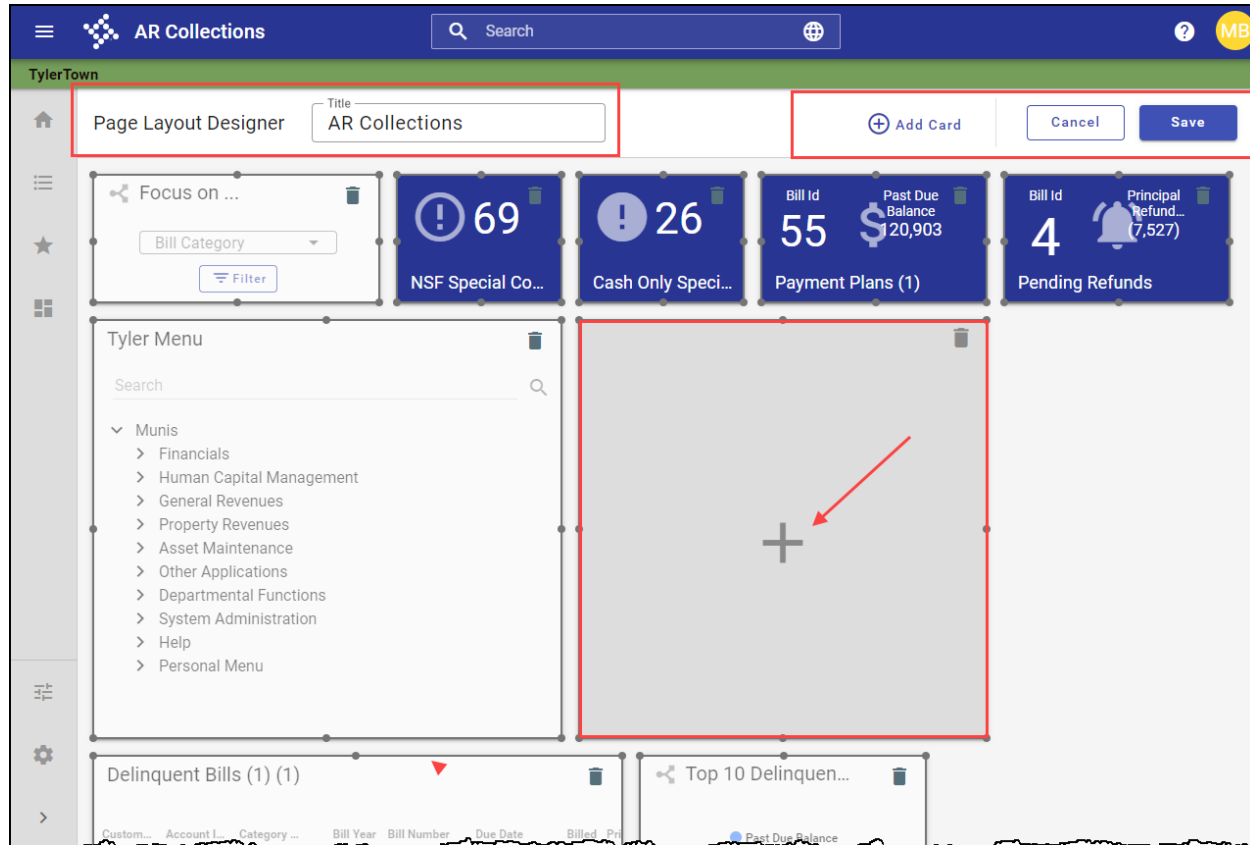 AR Collections
Search
MB
TylerTown
Page Layout Designer
Title
AR Collections
Add Card
Cancel
Save
Focus on ...
Bill Category
Filter
69
NSF Special Co...
26
Cash Only Speci...
Bill Id
55
Past Due
Balance
120,903
Payment Plans (1)
Bill Id
4
Principal
Refund...
(7,527)
Pending Refunds
Tyler Menu
Search
Munis
Financials
Human Capital Management
General Revenues
Property Revenues
Asset Maintenance
Other Applications
Departmental Functions
System Administration
Help
Personal Menu
Delinquent Bills (1) (1)
Custom... Account I... Category ... Bill Year Bill Number Due Date Billed Pri
Top 10 Delinquen...
Past Due Balance